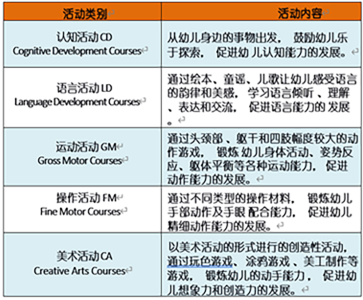 活动类别
活动内容
认知活动 CD
Cognitive Development Courses
从幼儿身边的事物出发， 鼓励幼儿乐
于探索， 促进幼儿认知能力的发展。
语言活动 LD
Language Development Courses
通过绘本、童谣、儿歌让幼儿感受语言
的韵律和美感， 学习语言倾听 、理解
、表达和交流， 促进语言能力的发展
。
运动活动 GM
Gross Motor Courses
通过头颈部 、躯干和四肢幅度较大的动
作游戏， 锻炼幼儿身体活动、姿势反
应、躯体平衡等各种运动能力， 促进
动作能力的发展。
操作活动 FM
Fine Motor Courses
通过不同类型的操作材料， 锻炼幼儿
手部动作及手眼 配合能力， 促进幼儿
精细动作能力的发展。
美术活动 CA
Creative Arts Courses
以美术活动的形式进行的创造性活动，
通过玩色游戏、涂鸦游戏 、美工制作等
游戏， 锻炼幼儿的动手能力， 促进幼
儿想象力和创造力的发展。